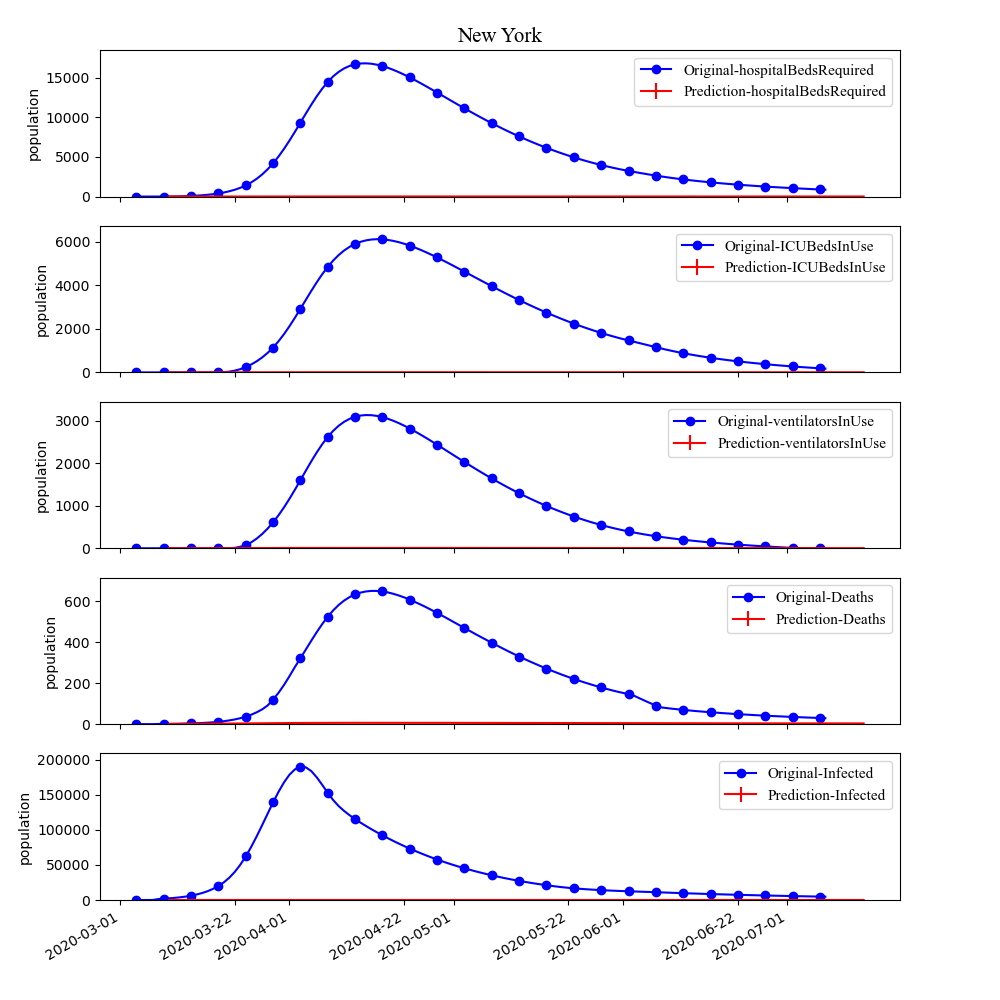 New York
population
15000
10000
5000
0
Original-hospitalBedsRequired
Prediction-hospitalBedsRequired
population
6000
4000
2000
0
Original-ICUBedsInUse
Prediction-ICUBedsInUse
population
3000
2000
1000
0
Original-ventilatorsInUse
Prediction-ventilatorsInUse
population
600
400
200
0
Original-Deaths
Prediction-Deaths
population
200000
150000
100000
50000
0
Original-Infected
Prediction-Infected
2020-03-01
2020-03-22
2020-04-01
2020-04-22
2020-05-01
2020-05-22
2020-06-01
2020-06-22
2020-07-01